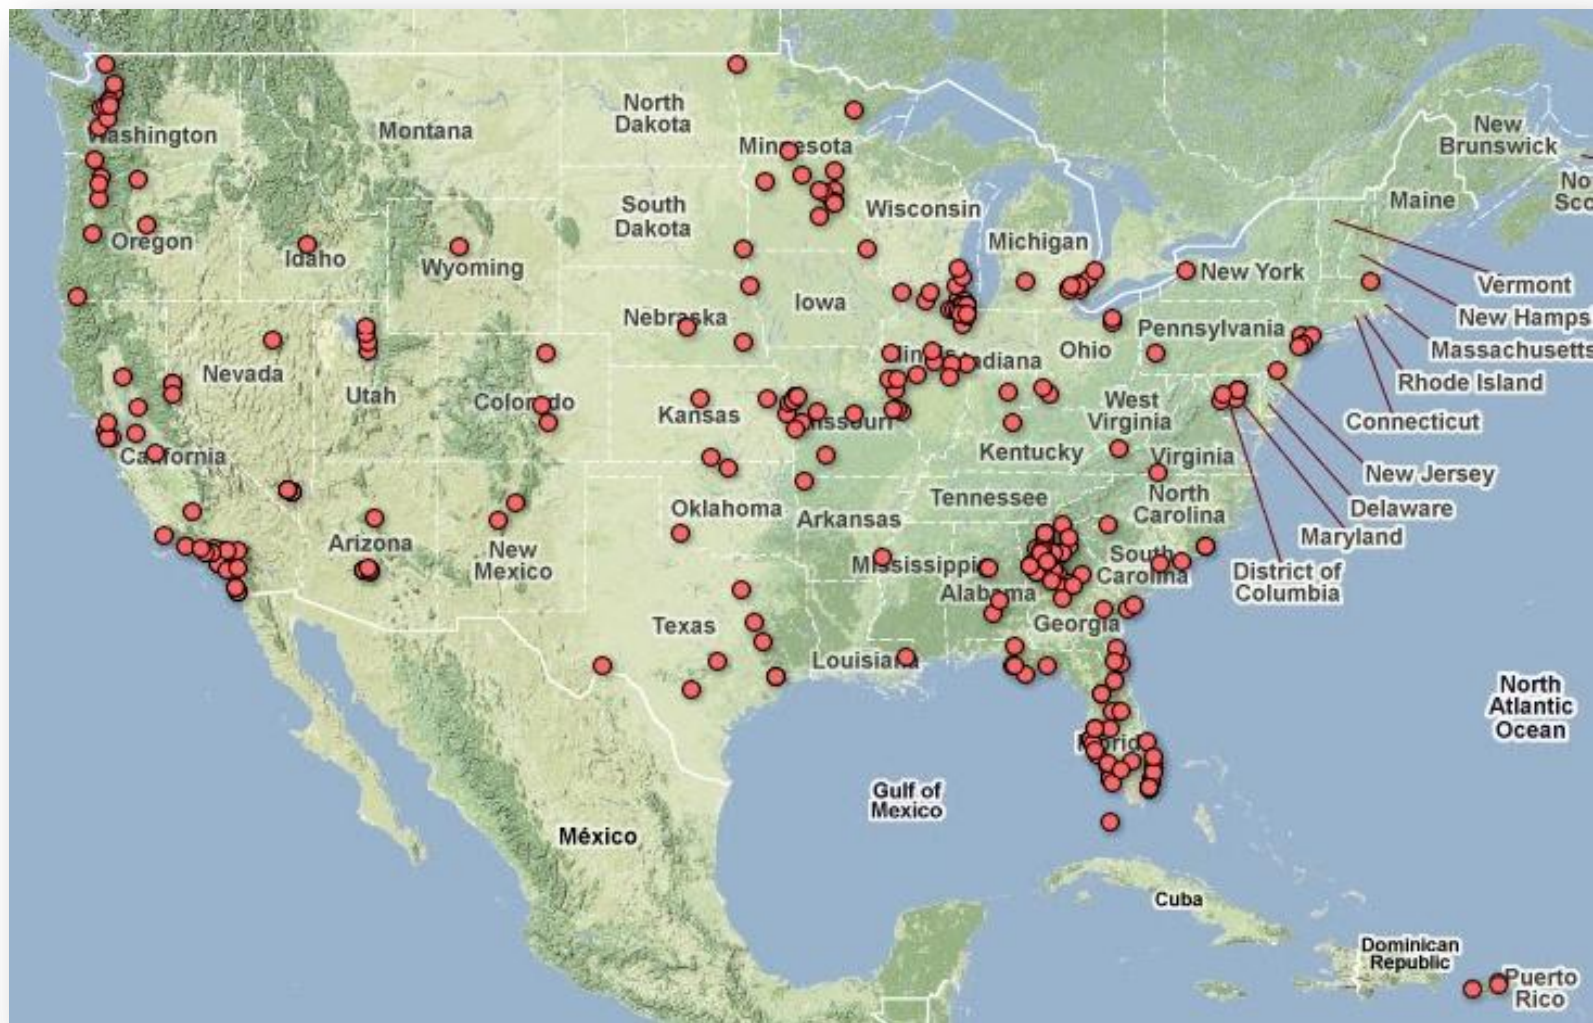 North
Dakota
Montana
Minnesota
Washington
New
Brunswick
No
Sco
Maine
South
Dakota
Wisconsin
Michigan
Oregon
Idaho
Wyoming
New York
Vermont
Iowa
Nebraska
New Hamps
Pennsylvania
Massachusetts
Ohio
Indiana
Nevada
Utah
Colorado
Kansas
Missouri
Illinois
West
Virginia
Rhode Island
Connecticut
California
Kentucky
Virginia
New Jersey
Tennessee
North
Carolina
Oklahoma
Arkansas
Delaware
Maryland
Arizona
New
Mexico
Mississippi
South
Carolina
District of
Columbia
Alabama
Georgia
Texas
Louisiana
North
Atlantic
Ocean
Florida
Gulf of
Mexico
México
Cuba
Dominican
Republic
Puerto
Rico